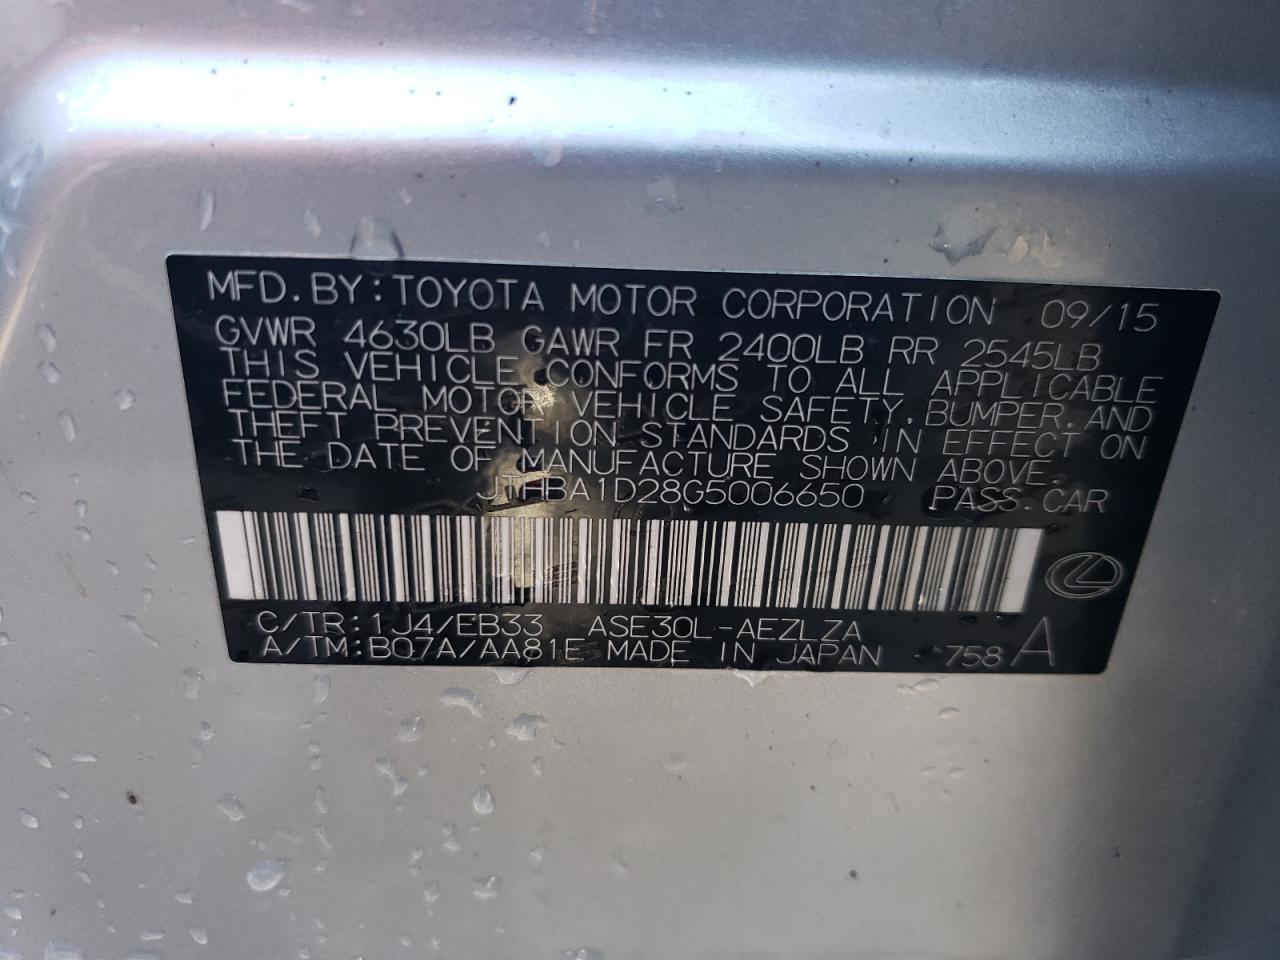 MFD.BY:TOYOTA MOTOR CORPORATION 09/15
GVWR 4630LB GAWR FR 2400LB RR 2545LB
THIS VEHICLE CONFORMS TO ALL APPLICABLE
FEDERAL MOTOR VEHICLE SAFETY,BUMPER,AND
THEFT PREVENTION STANDARDS IN EFFECT ON
THE DATE OF MANUFACTURE SHOWN ABOVE.
JTHBA1D28G5006650 PASS.CAR
C/TR:1J4/EB33 ASE30L-AEZLZA
A/TM:B07A/AA81E MADE IN JAPAN 758 A